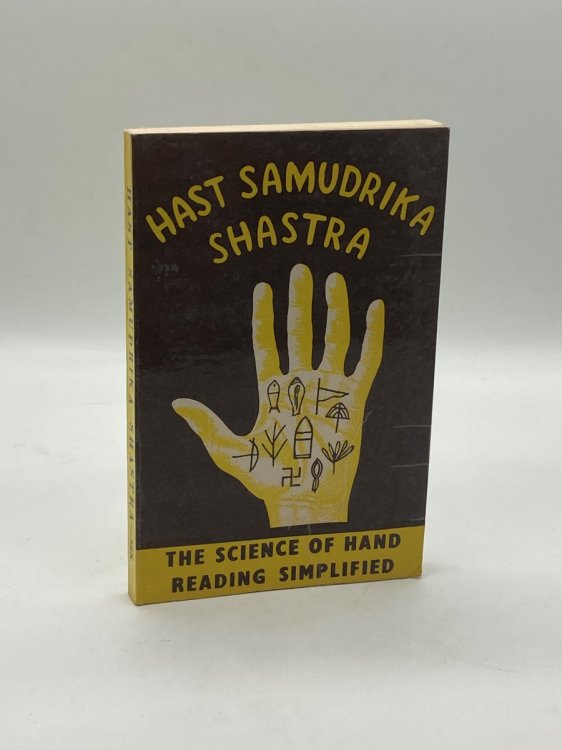 HAST SAMUDRIKA
SHASTRA
THE SCIENCE OF HAND
READING SIMPLIFIED
HAST SAMUDRIKA SHASTRA